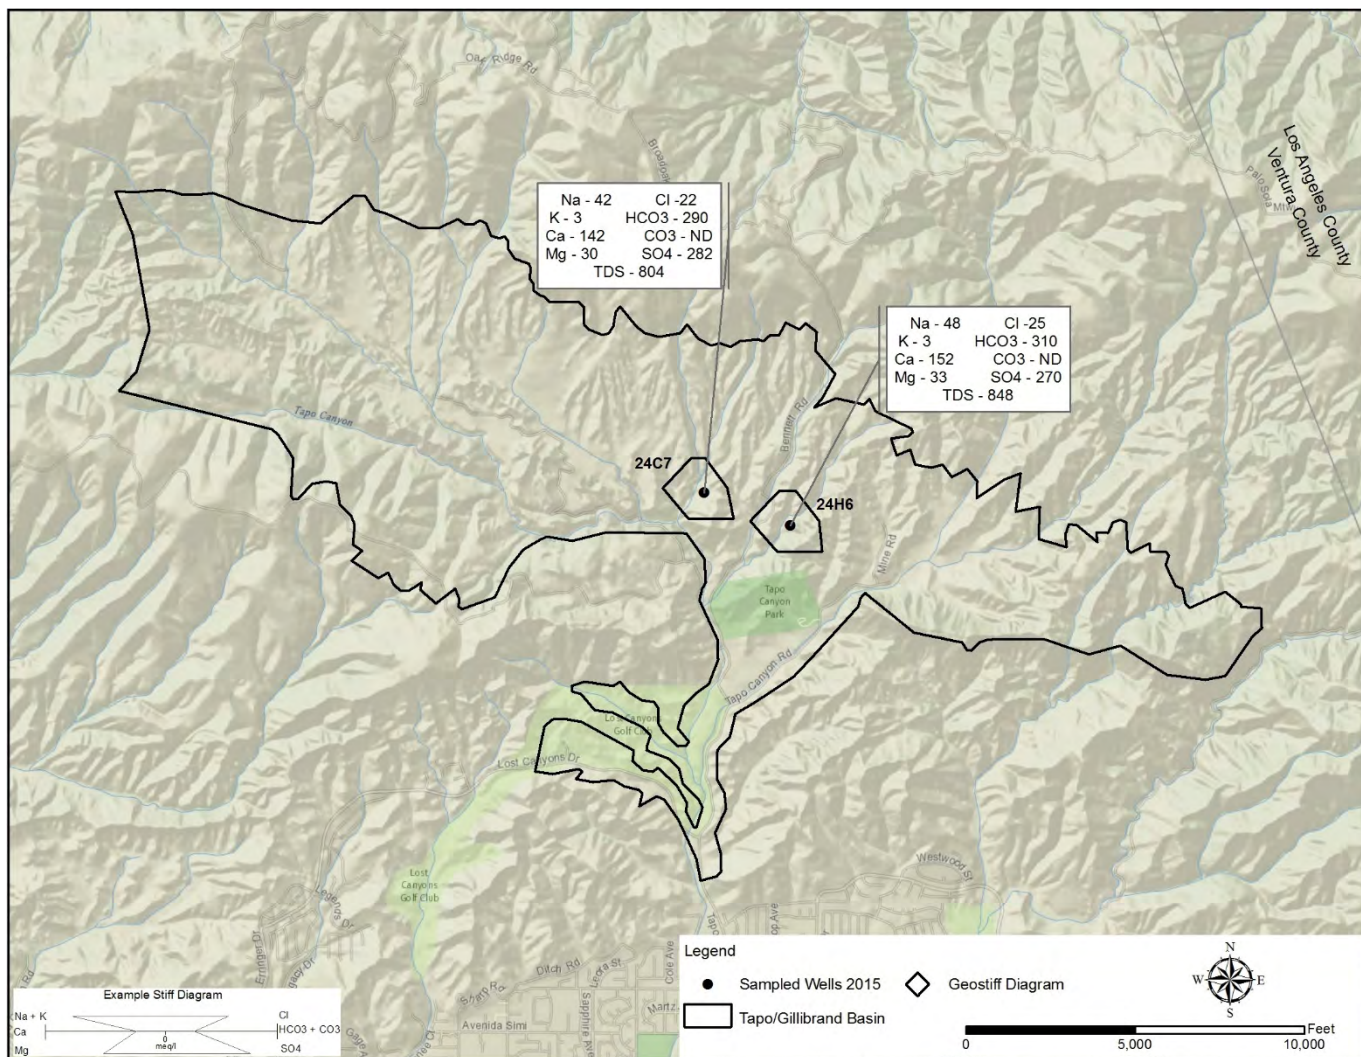 Oak Ridge Rd
Los Angeles County
Ventura County
Na - 42 Cl -22
K - 3 HCO3 - 290
Ca - 142 CO3 - ND
Mg - 30 SO4 - 282
TDS - 804
Na - 48 Cl -25
K - 3 HCO3 - 310
Ca - 152 CO3 - ND
Mg - 33 SO4 - 270
TDS - 848
Tapo Canyon
Bennett Rd
24C7
24H6
Mine Rd
Tapo
Canyon
Park
Tapo Canyon Rd
Lost Canyons
Golf Club
Lost Canyons Dr
Westwood St
Lost
Canyons
Golf Club
Legends Dr
Erringer Dr
Ditch Rd
Leora St
Cole Ave
Sapphire Ave
Avenida Simi
Legend
Sampled Wells 2015
Geostiff Diagram
Tapo/Gillibrand Basin
N
W E
S
Feet
0 5,000 10,000
Example Stiff Diagram
Na + K Cl
Ca HCO3 + CO3
0
meq/l
Mg SO4